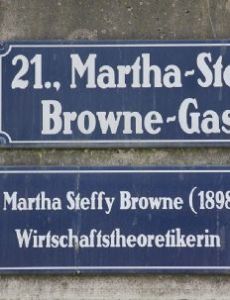 21., Martha-Ste
Browne-Gas
Martha Steffy Browne (1898
Wirtschaftstheoretikerin